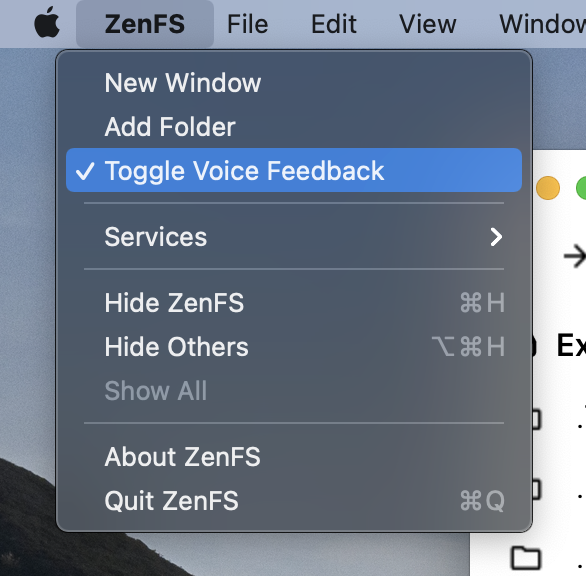 ZenFS File Edit View Window
New Window
Add Folder
✓ Toggle Voice Feedback
Services
Hide ZenFS ⌘H
Hide Others ⌥⌘H
Show All
About ZenFS
Quit ZenFS ⌘Q
Ex